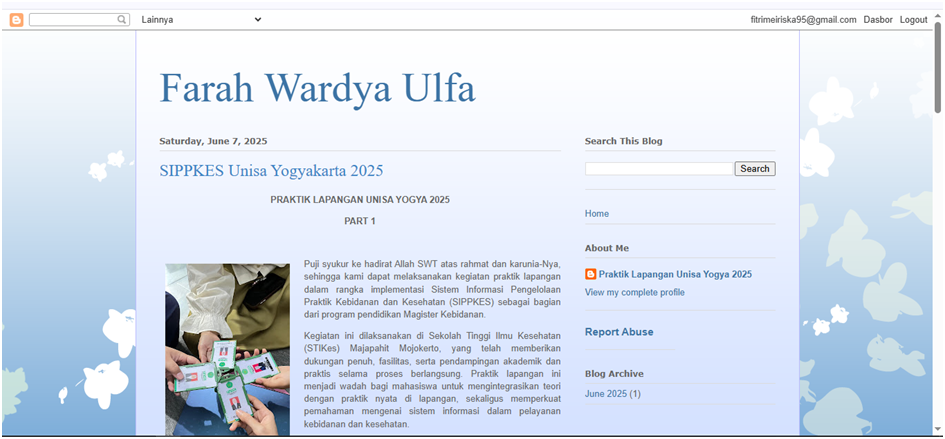 Lainnya
fitrimeiriska95@gmail.com Dasbor Logout
Farah Wardya Ulfa
Saturday, June 7, 2025
SIPPKES Unisa Yogyakarta 2025
PRAKTIK LAPANGAN UNISA YOGYA 2025
PART 1
Puji syukur ke hadirat Allah SWT atas rahmat dan karunia-Nya,
sehingga kami dapat melaksanakan kegiatan praktik lapangan
dalam rangka implementasi Sistem Informasi Pengelolaan
Praktik Kebidanan dan Kesehatan (SIPPKES) sebagai bagian
dari program pendidikan Magister Kebidanan.
Kegiatan ini dilaksanakan di Sekolah Tinggi Ilmu Kesehatan
(STIKes) Majapahit Mojokerto, yang telah memberikan
dukungan penuh, fasilitas, serta pendampingan akademik dan
praktis selama proses berlangsung. Praktik lapangan ini
menjadi wadah bagi mahasiswa untuk mengintegrasikan teori
dengan praktik nyata di lapangan, sekaligus memperkuat
pemahaman mengenai sistem informasi dalam pelayanan
kebidanan dan kesehatan.
Search This Blog
Search
Home
About Me
Praktik Lapangan Unisa Yogya 2025
View my complete profile
Report Abuse
Blog Archive
June 2025 (1)